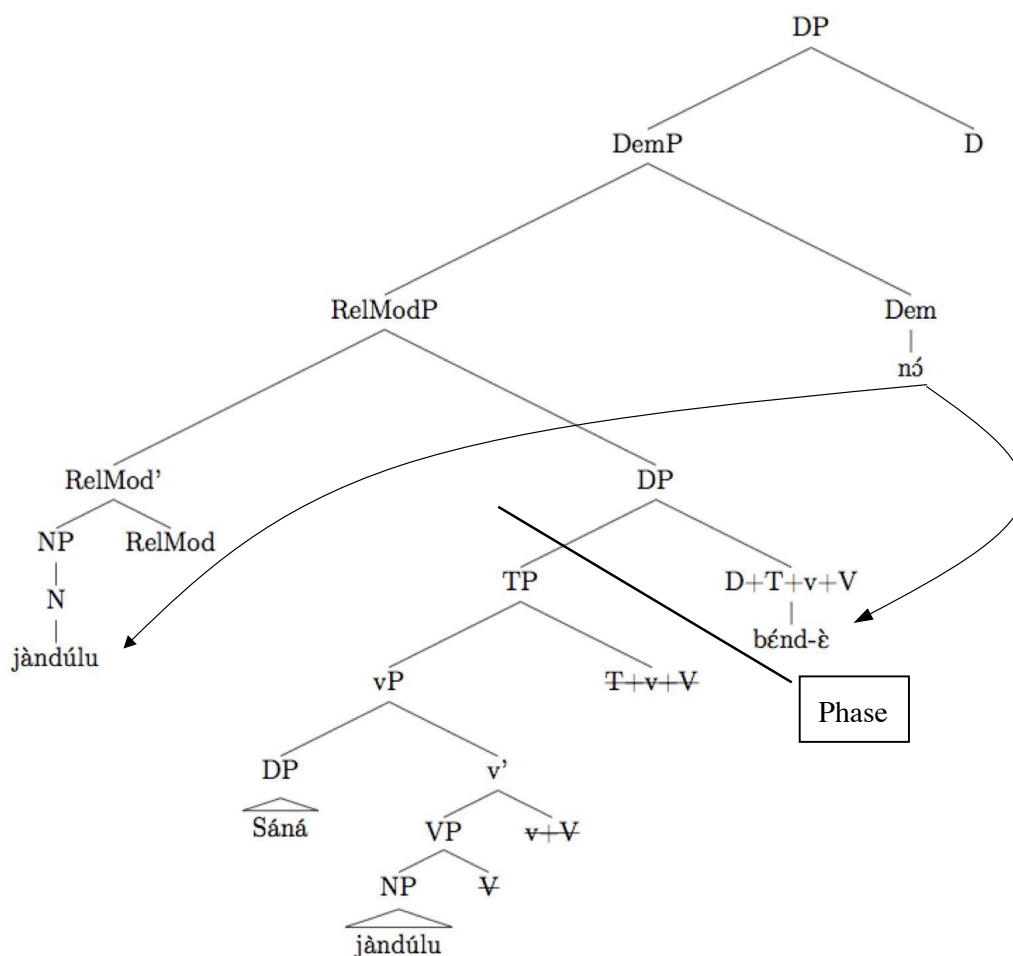 DP
DemP D
RelModP Dem
nɔ́
RelMod’ DP
NP RelMod
TP D+T+v+V
N
bɛ́nd-ɛ̀
jàndúlu
vP T+v+V
Phase
DP v’
Sáná
VP v+V
NP V
jàndúlu